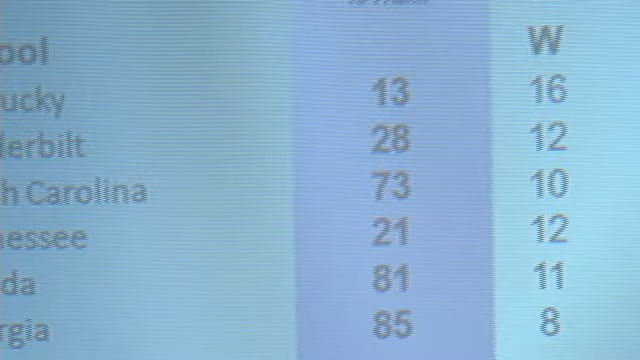 ool W
ucky 13 16
erbilt 28 12
h Carolina 73 10
essee 21 12
da 81 11
rgia 85 8